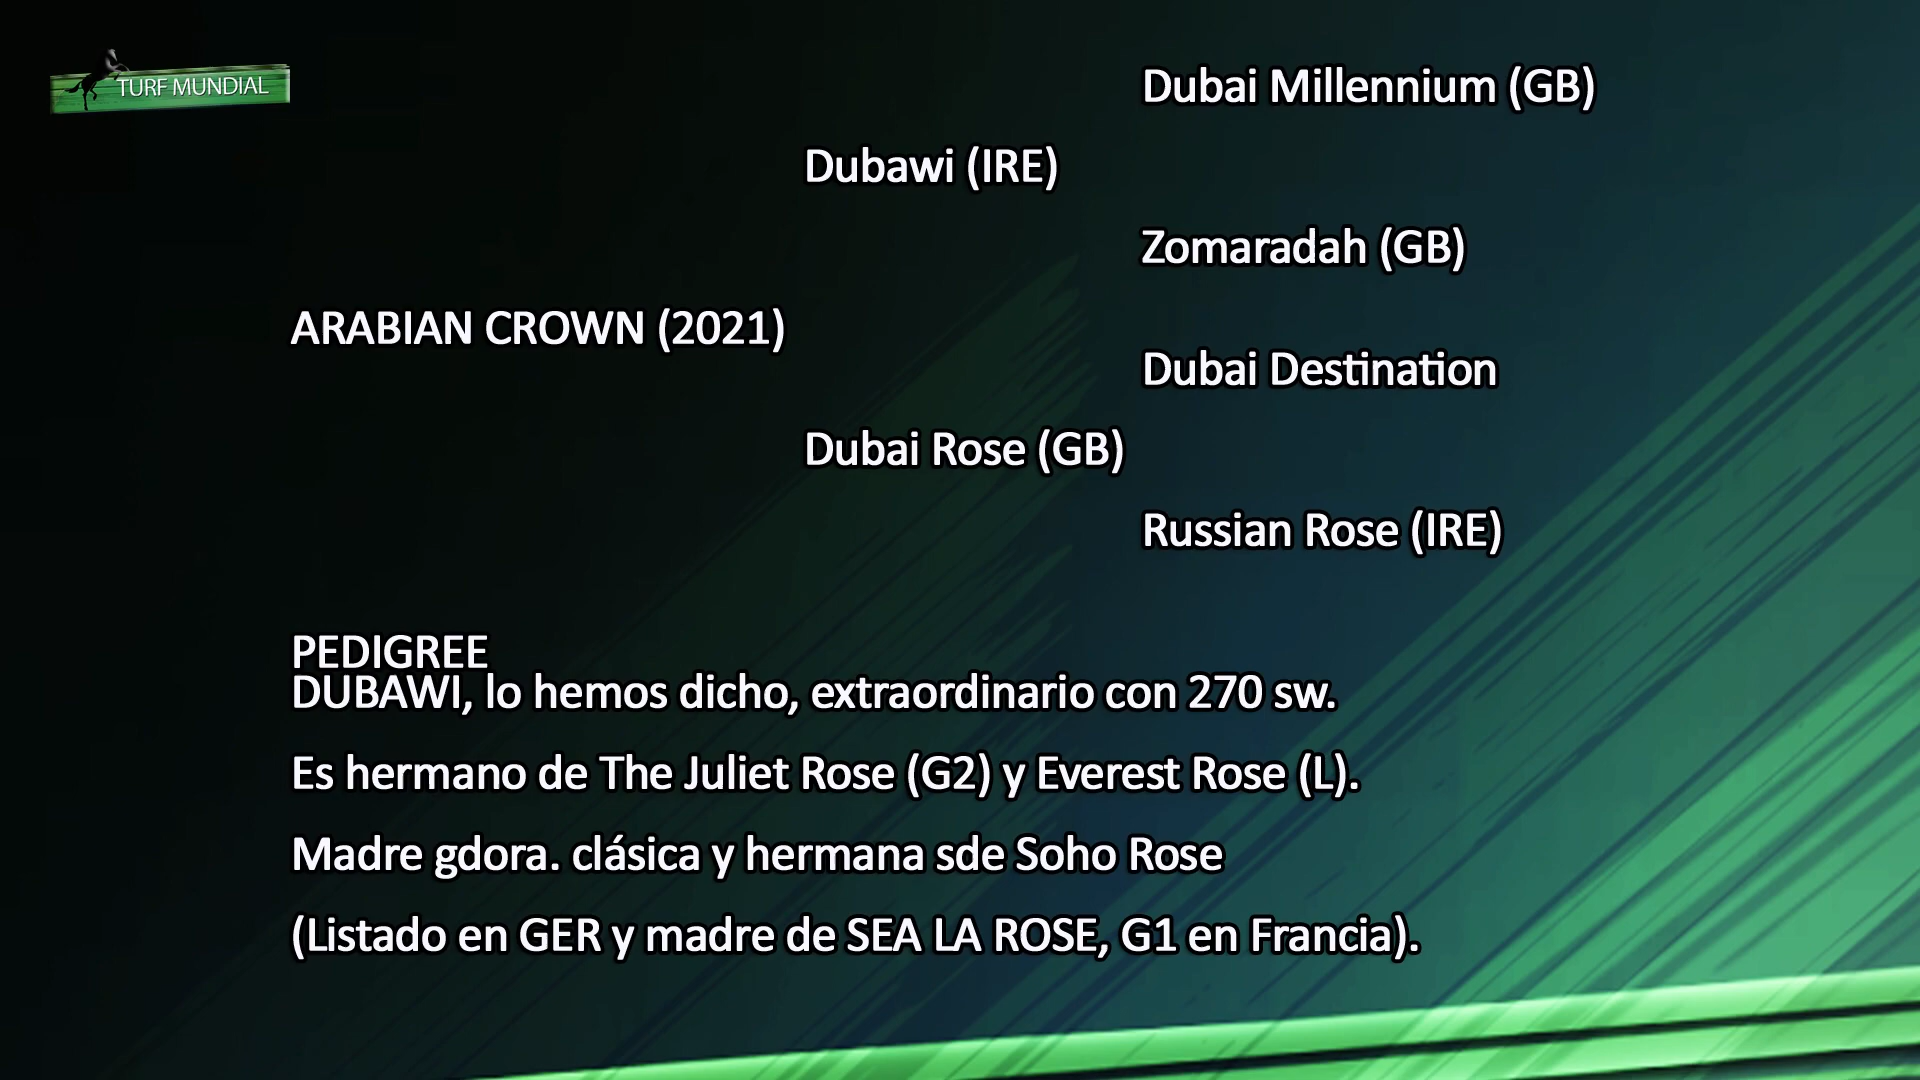 TURF MUNDIAL
Dubai Millennium (GB)
Dubawi (IRE)
Zomaradah (GB)
ARABIAN CROWN (2021)
Dubai Destination
Dubai Rose (GB)
Russian Rose (IRE)
PEDIGREE
DUBAWI, lo hemos dicho, extraordinario con 270 sw.
Es hermano de The Juliet Rose (G2) y Everest Rose (L).
Madre gdora. clásica y hermana sde Soho Rose
(Listado en GER y madre de SEA LA ROSE, G1 en Francia).